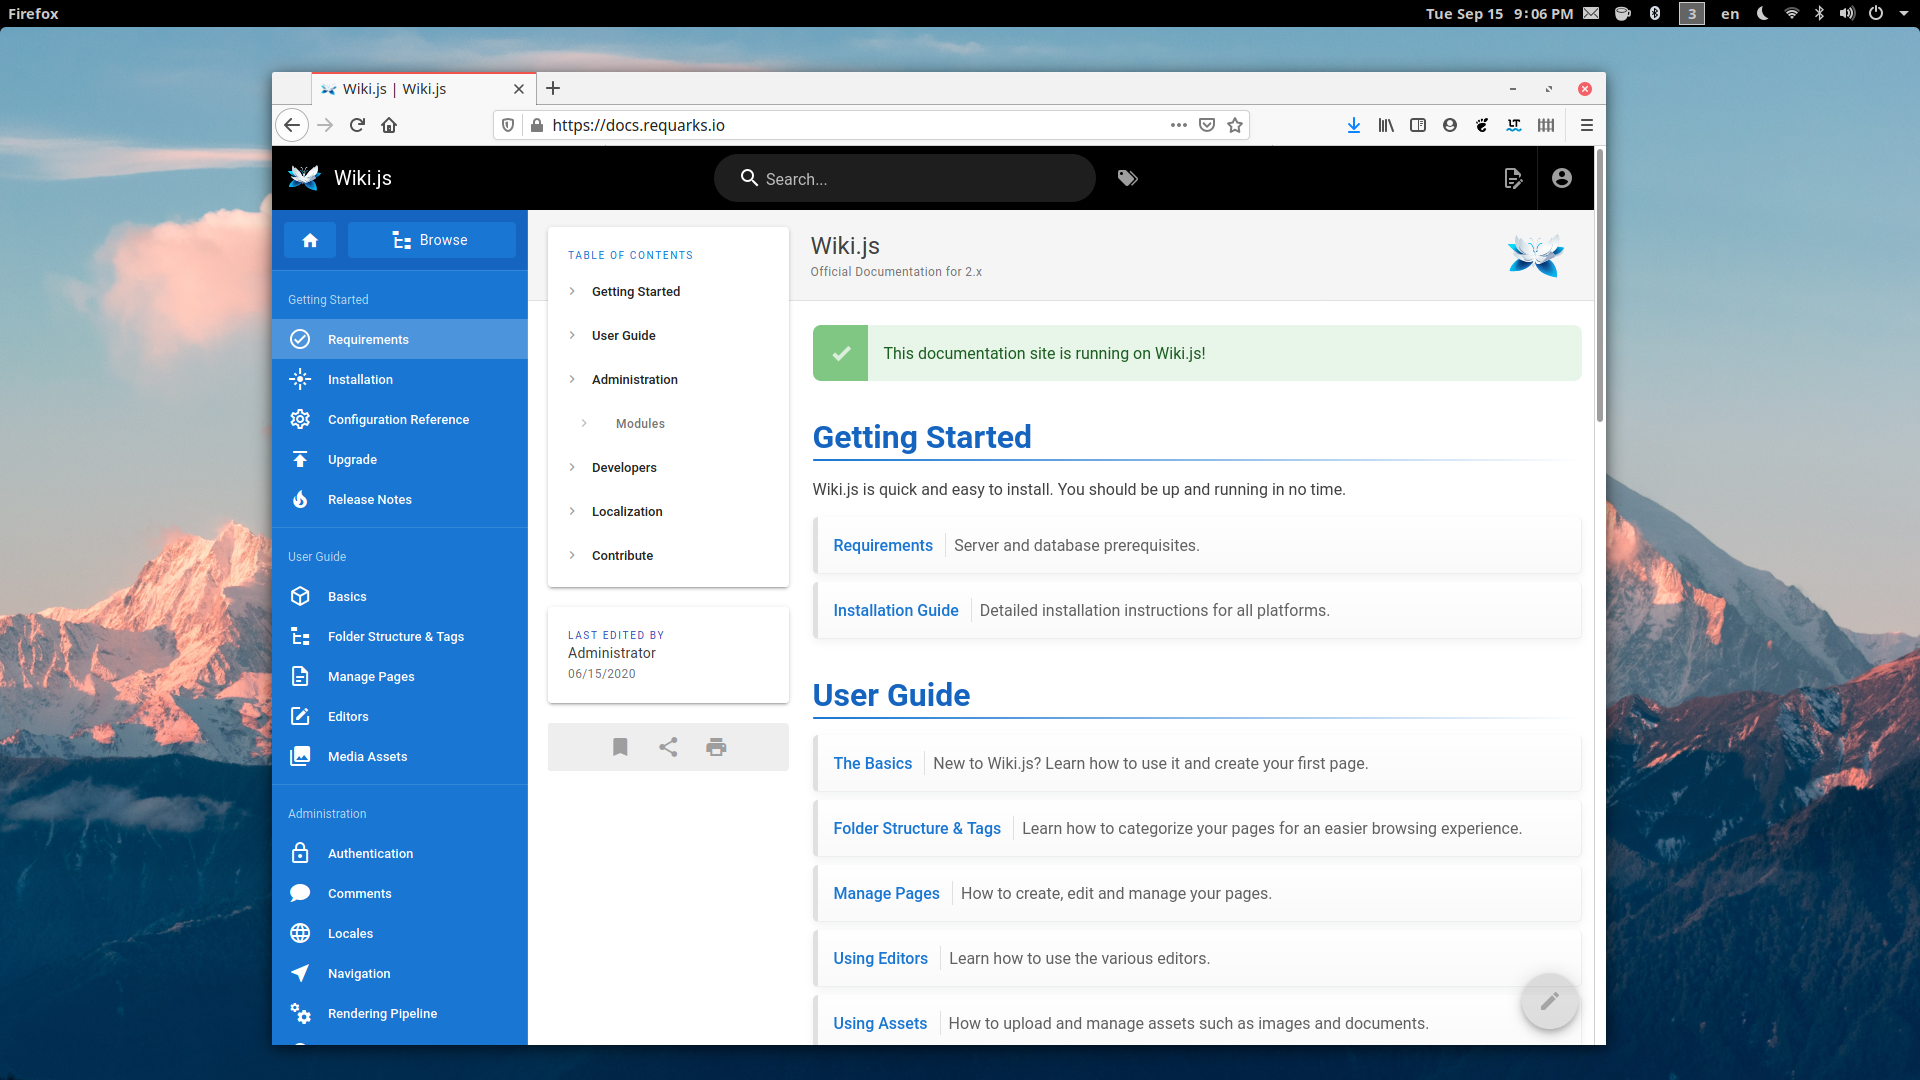 Firefox
Tue Sep 15 9:06 PM
3
en
Wiki.js | Wiki.js
https://docs.requarks.io
LT
Wiki.js
Search...
Browse
Getting Started
Requirements
Installation
Configuration Reference
Upgrade
Release Notes
User Guide
Basics
Folder Structure & Tags
Manage Pages
Editors
Media Assets
Administration
Authentication
Comments
Locales
Navigation
Rendering Pipeline
TABLE OF CONTENTS
Getting Started
User Guide
Administration
Modules
Developers
Localization
Contribute
LAST EDITED BY
Administrator
06/15/2020
Wiki.js
Official Documentation for 2.x
This documentation site is running on Wiki.js!
Getting Started
Wiki.js is quick and easy to install. You should be up and running in no time.
Requirements Server and database prerequisites.
Installation Guide Detailed installation instructions for all platforms.
User Guide
The Basics New to Wiki.js? Learn how to use it and create your first page.
Folder Structure & Tags Learn how to categorize your pages for an easier browsing experience.
Manage Pages How to create, edit and manage your pages.
Using Editors Learn how to use the various editors.
Using Assets How to upload and manage assets such as images and documents.